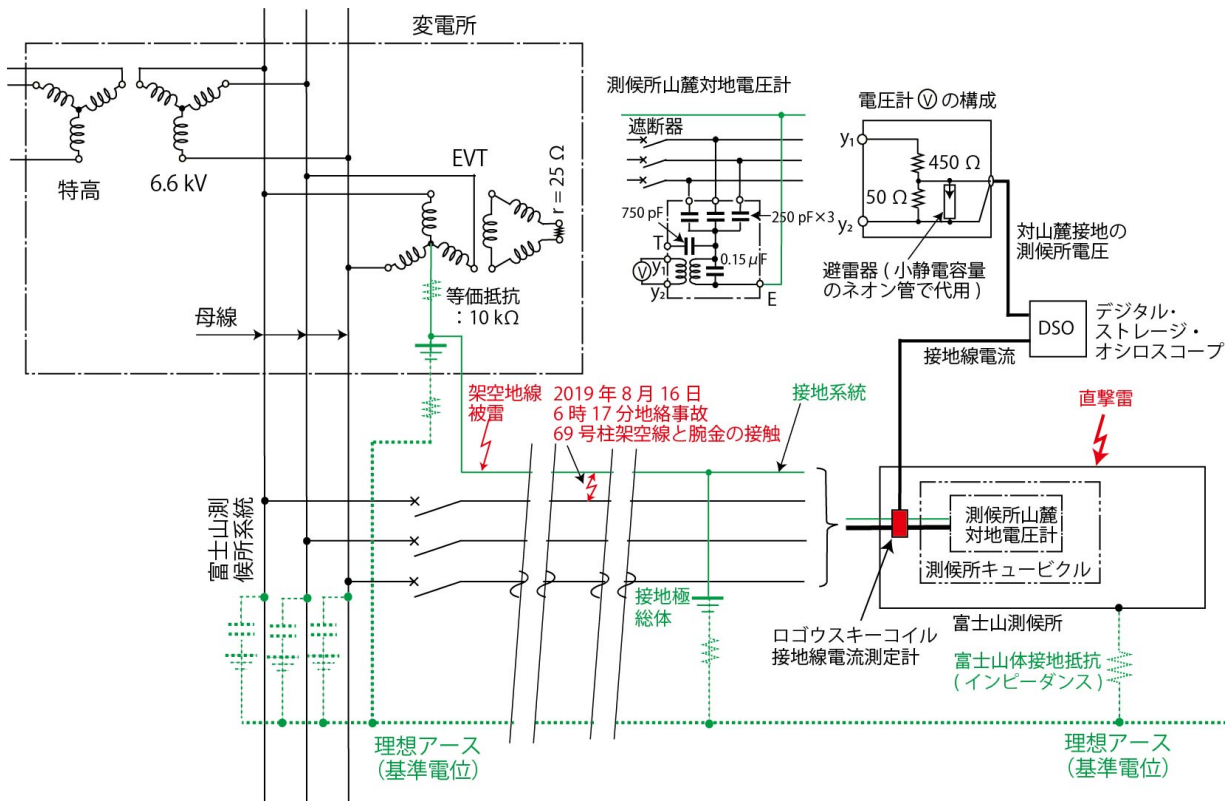 変電所
特高
6.6 kV
EVT
r = 25 Ω
等価抵抗
：10 kΩ
母線
測候所山麓対地電圧計
遮断器
750 pF
250 pF×3
T
y₁
V
y₂
0.15 μF
E
電圧計 Ⓥ の構成
y₁
450 Ω
50 Ω
y₂
避雷器 ( 小静電容量
のネオン管で代用 )
対山麓接地の
測候所電圧
DSO
デジタル・
ストレージ・
オシロスコープ
接地線電流
架空地線
被雷
2019 年 8 月 16 日
6 時 17 分地絡事故
69 号柱架空線と腕金の接触
接地系統
直撃雷
富士山測
候所系統
測候所山麓
対地電圧計
測候所キュービクル
接地極
総体
ロゴウスキーコイル
接地線電流測定計
富士山測候所
富士山体接地抵抗
( インピーダンス )
理想アース
(基準電位)
理想アース
(基準電位)